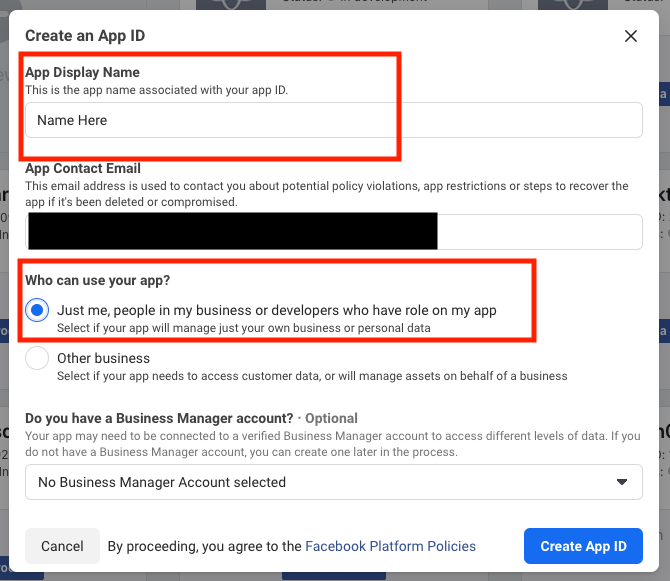 Create an App ID
App Display Name
This is the app name associated with your app ID.
Name Here
App Contact Email
This email address is used to contact you about potential policy violations, app restrictions or steps to recover the
app if it's been deleted or compromised.
Who can use your app?
Just me, people in my business or developers who have role on my app
Select if your app will manage just your own business or personal data
Other business
Select if your app needs to access customer data, or will manage assets on behalf of a business
Do you have a Business Manager account? · Optional
Your app may need to be connected to a verified Business Manager account to access different levels of data. If you
do not have a Business Manager account, you can create one later in the process.
No Business Manager Account selected
Cancel By proceeding, you agree to the Facebook Platform Policies Create App ID